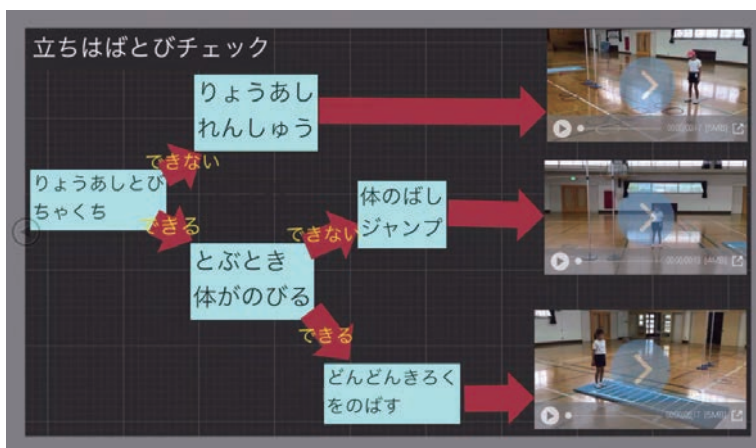 立ちはばとびチェック
りょうあし
れんしゅう
できない
りょうあしとび
ちゃくち
できる
とぶとき
体がのびる
できない
体のばし
ジャンプ
できる
どんどんきろく
をのばす